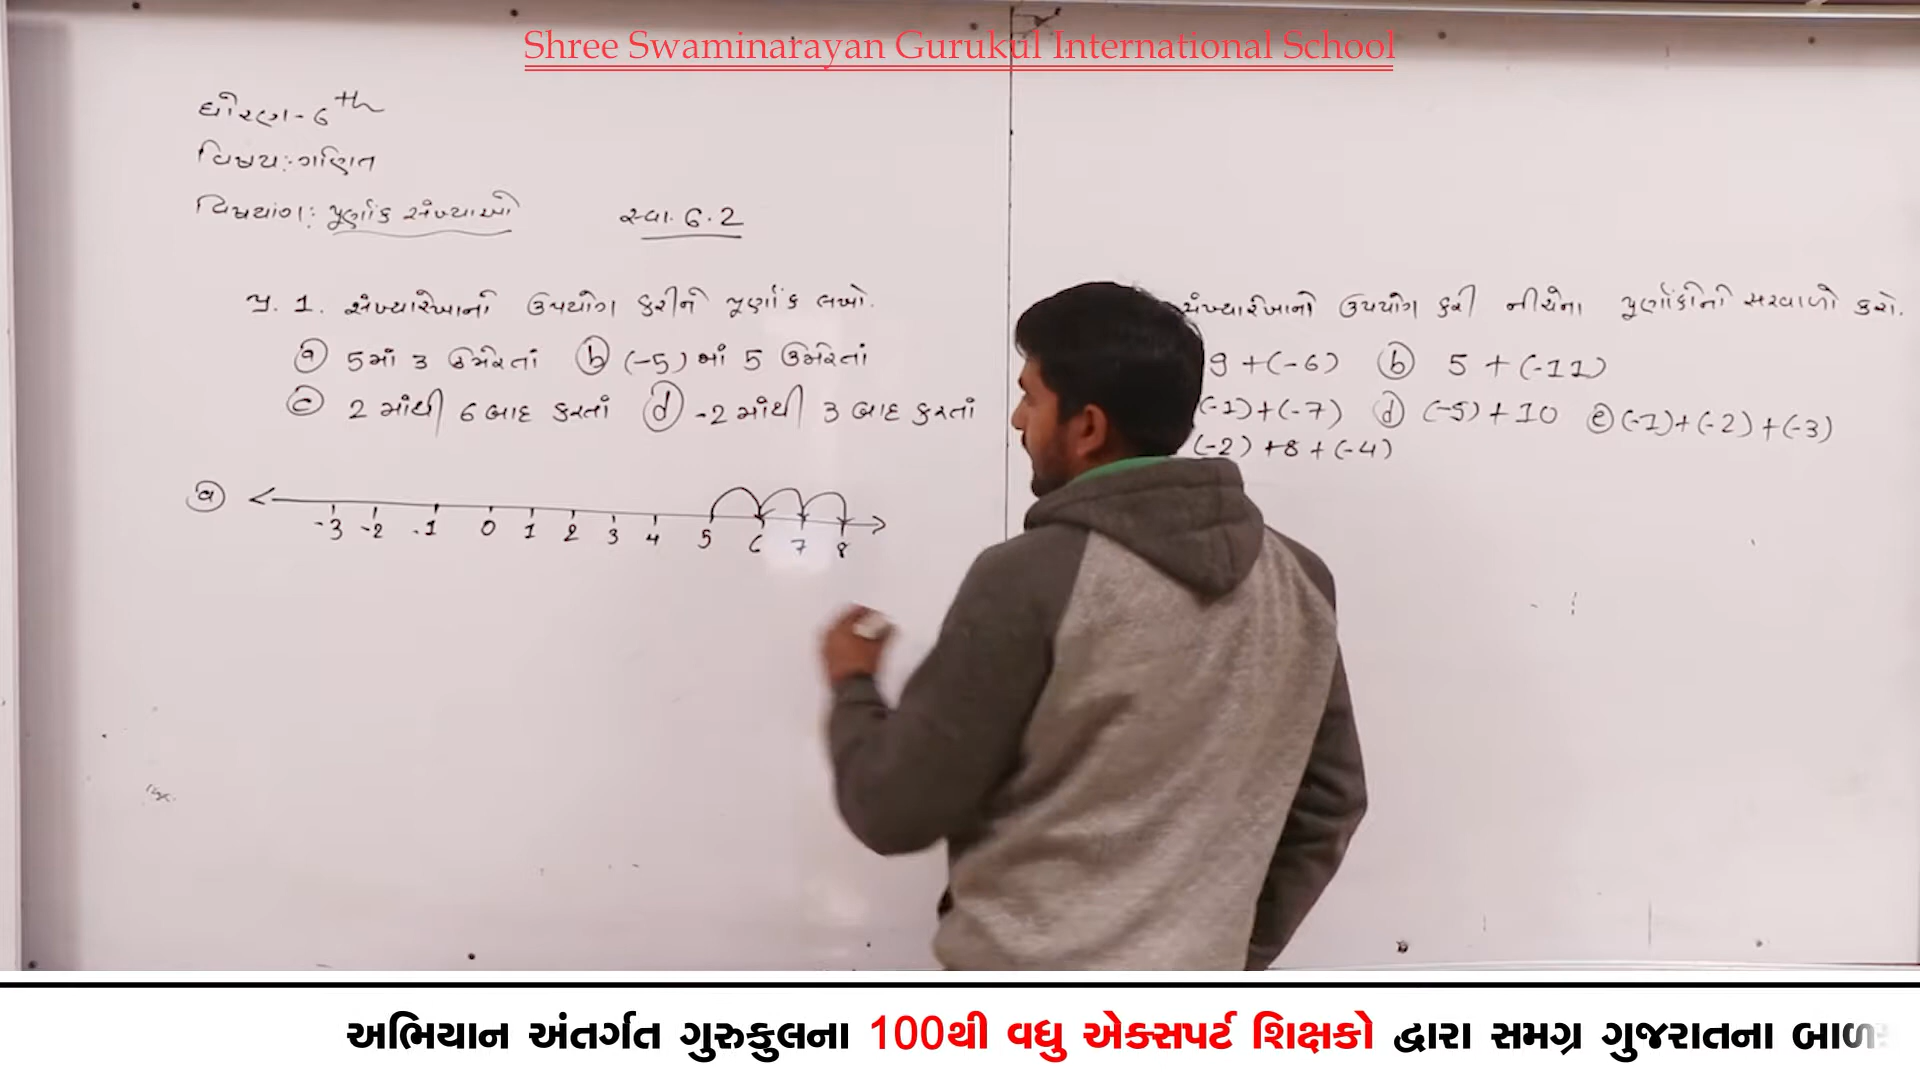 Shree Swaminarayan Gurukul International School
ધોરણ - 6th
વિષય : ગણિત
વિષયાંગ : પૂર્ણાંક સંખ્યાઓ સ્વા. 6.2
પ્ર. 1. સંખ્યારેખાનો ઉપયોગ કરીને પૂર્ણાંક લખો.
ⓐ 5માં 3 ઉમેરતાં ⓑ (-5) માં 5 ઉમેરતાં
ⓒ 2 માંથી 6 બાદ કરતાં ⓓ -2 માંથી 3 બાદ કરતાં
ⓐ -3 -2 -1 0 1 2 3 4 5 6 7 8
સંખ્યારેખાનો ઉપયોગ કરી નીચેના પૂર્ણાંકોનો સરવાળો કરો.
9 + (-6) ⓑ 5 + (-11)
(-1) + (-7) ⓓ (-5) + 10 ⓔ (-1) + (-2) + (-3)
(-2) + 8 + (-4)
અભિયાન અંતર્ગત ગુરુકુલના 100થી વધુ એક્સપર્ટ શિક્ષકો દ્વારા સમગ્ર ગુજરાતના